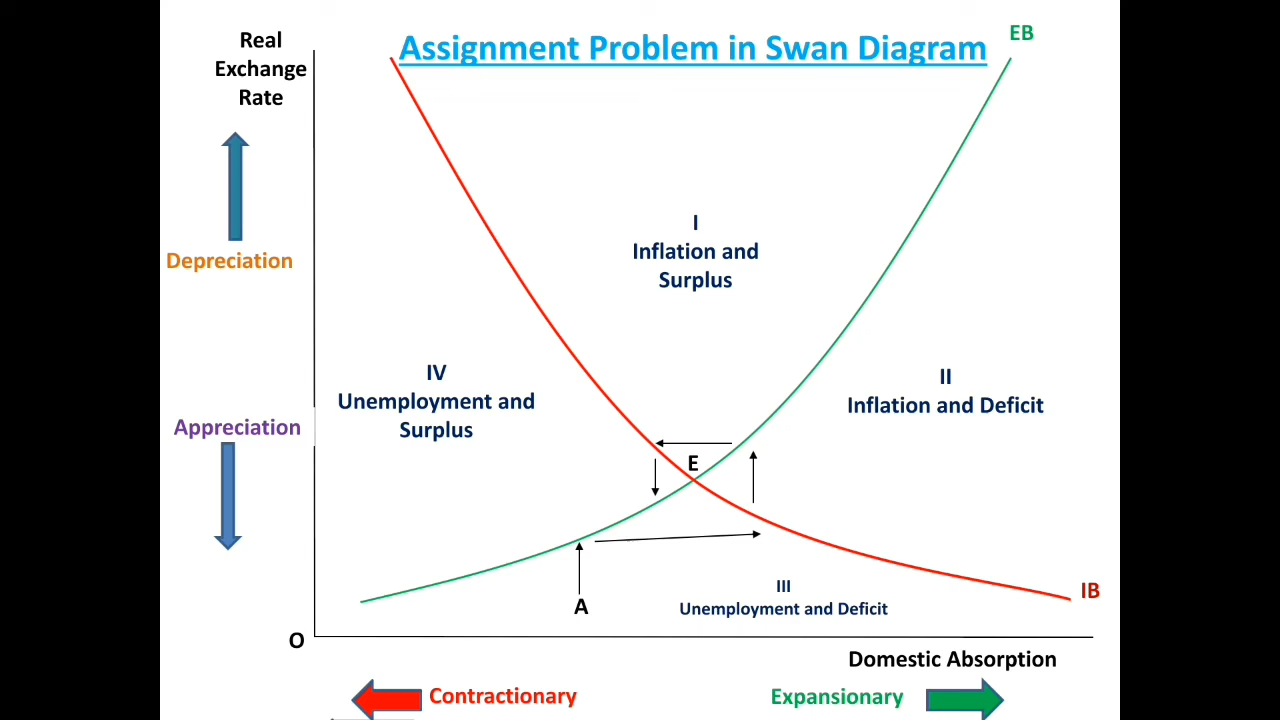 Assignment Problem in Swan Diagram
Real
Exchange
Rate
EB
Depreciation
I
Inflation and
Surplus
IV
Unemployment and
Surplus
II
Inflation and Deficit
Appreciation
E
A
III
Unemployment and Deficit
IB
O
Domestic Absorption
Contractionary
Expansionary